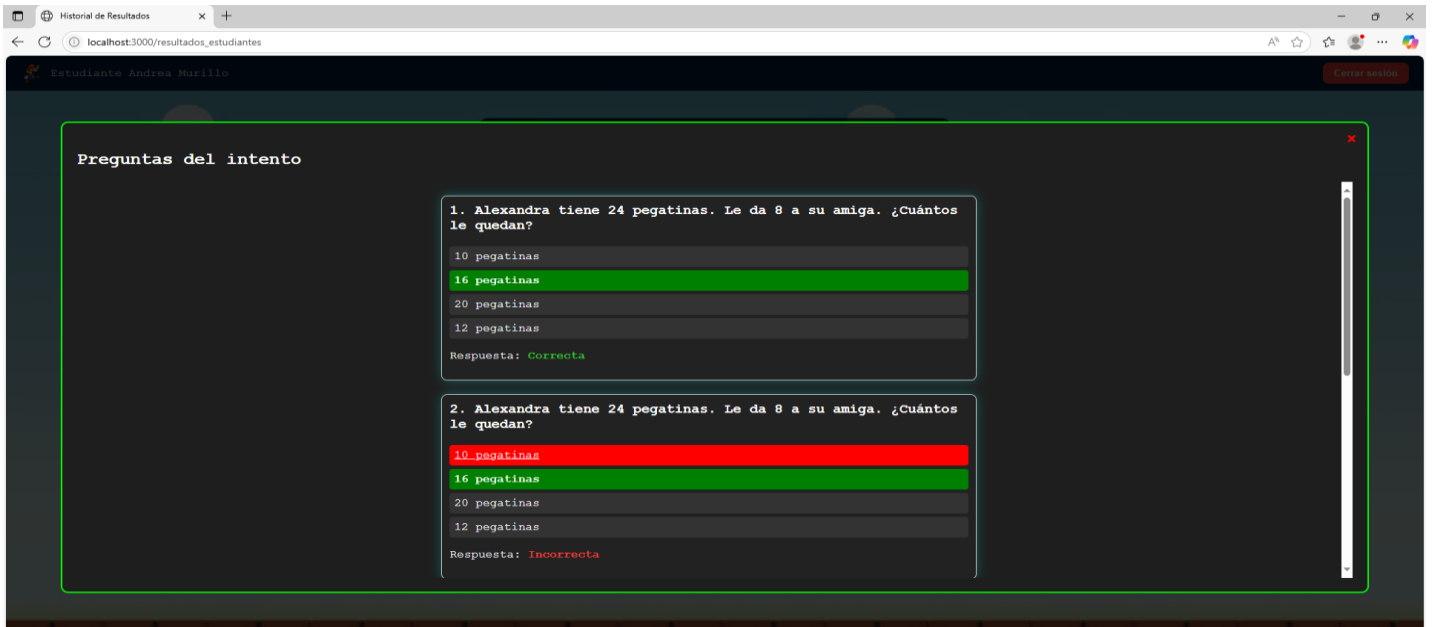 Historial de Resultados
localhost:3000/resultados_estudiantes
Estudiante Andrea Murillo
Cerrar sesión
Preguntas del intento
1. Alexandra tiene 24 pegatinas. Le da 8 a su amiga. ¿Cuántos
le quedan?
10 pegatinas
16 pegatinas
20 pegatinas
12 pegatinas
Respuesta: Correcta
2. Alexandra tiene 24 pegatinas. Le da 8 a su amiga. ¿Cuántos
le quedan?
10 pegatinas
16 pegatinas
20 pegatinas
12 pegatinas
Respuesta: Incorrecta